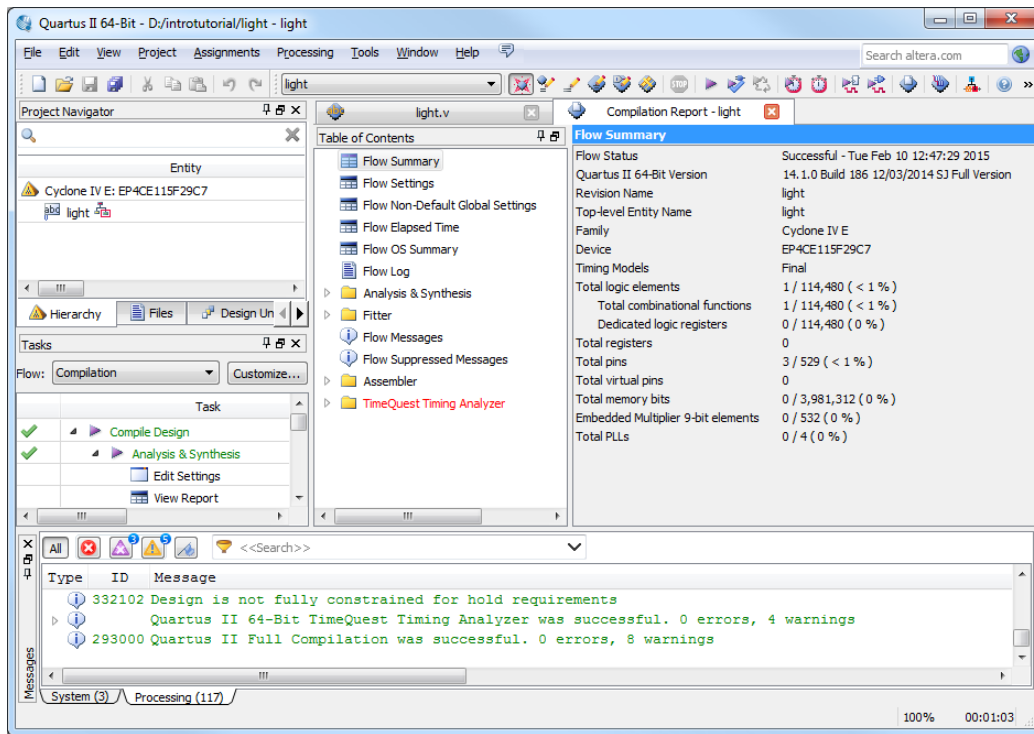 Quartus II 64-Bit - D:/introtutorial/light - light
File Edit View Project Assignments Processing Tools Window Help
Search altera.com
light
Project Navigator
Entity
Cyclone IV E: EP4CE115F29C7
abd light
Hierarchy Files Design Un
Tasks
Flow: Compilation Customize...
Task
Compile Design
Analysis & Synthesis
Edit Settings
View Report
light.v
Compilation Report - light
Table of Contents
Flow Summary
Flow Settings
Flow Non-Default Global Settings
Flow Elapsed Time
Flow OS Summary
Flow Log
Analysis & Synthesis
Fitter
Flow Messages
Flow Suppressed Messages
Assembler
TimeQuest Timing Analyzer
Flow Summary
Flow Status Successful - Tue Feb 10 12:47:29 2015
Quartus II 64-Bit Version 14.1.0 Build 186 12/03/2014 SJ Full Version
Revision Name light
Top-level Entity Name light
Family Cyclone IV E
Device EP4CE115F29C7
Timing Models Final
Total logic elements 1 / 114,480 ( < 1 % )
Total combinational functions 1 / 114,480 ( < 1 % )
Dedicated logic registers 0 / 114,480 ( 0 % )
Total registers 0
Total pins 3 / 529 ( < 1 % )
Total virtual pins 0
Total memory bits 0 / 3,981,312 ( 0 % )
Embedded Multiplier 9-bit elements 0 / 532 ( 0 % )
Total PLLs 0 / 4 ( 0 % )
All 3 5 <<Search>>
Type ID Message
332102 Design is not fully constrained for hold requirements
Quartus II 64-Bit TimeQuest Timing Analyzer was successful. 0 errors, 4 warnings
293000 Quartus II Full Compilation was successful. 0 errors, 8 warnings
Messages
System (3) Processing (117)
100% 00:01:03